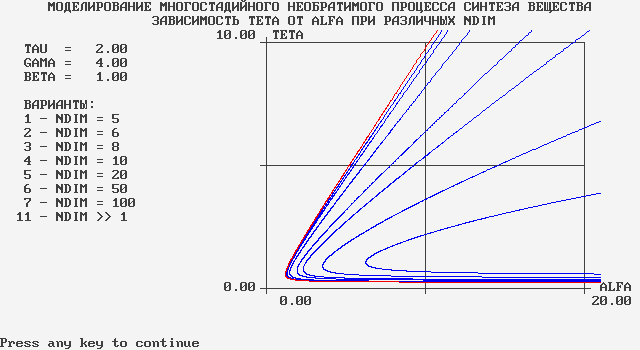 МОДЕЛИРОВАНИЕ МНОГОСТАДИЙНОГО НЕОБРАТИМОГО ПРОЦЕССА СИНТЕЗА ВЕЩЕСТВА
ЗАВИСИМОСТЬ TETA ОТ ALFA ПРИ РАЗЛИЧНЫХ NDIM
10.00 TETA
TAU = 2.00
GAMA = 4.00
BETA = 1.00
ВАРИАНТЫ:
1 - NDIM = 5
2 - NDIM = 6
3 - NDIM = 8
4 - NDIM = 10
5 - NDIM = 20
6 - NDIM = 50
7 - NDIM = 100
11 - NDIM >> 1
0.00 ALFA
0.00 20.00
Press any key to continue